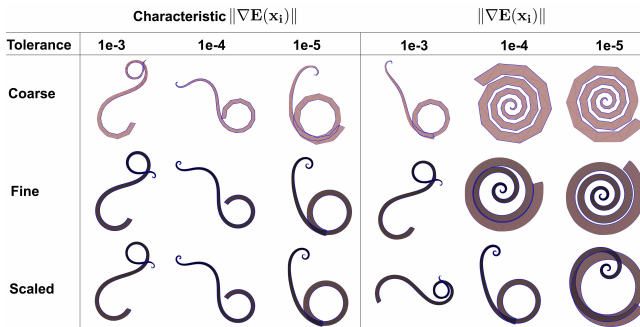 Characteristic ‖∇E(xᵢ)‖ ‖∇E(xᵢ)‖
Tolerance 1e-3 1e-4 1e-5 1e-3 1e-4 1e-5
Coarse
Fine
Scaled